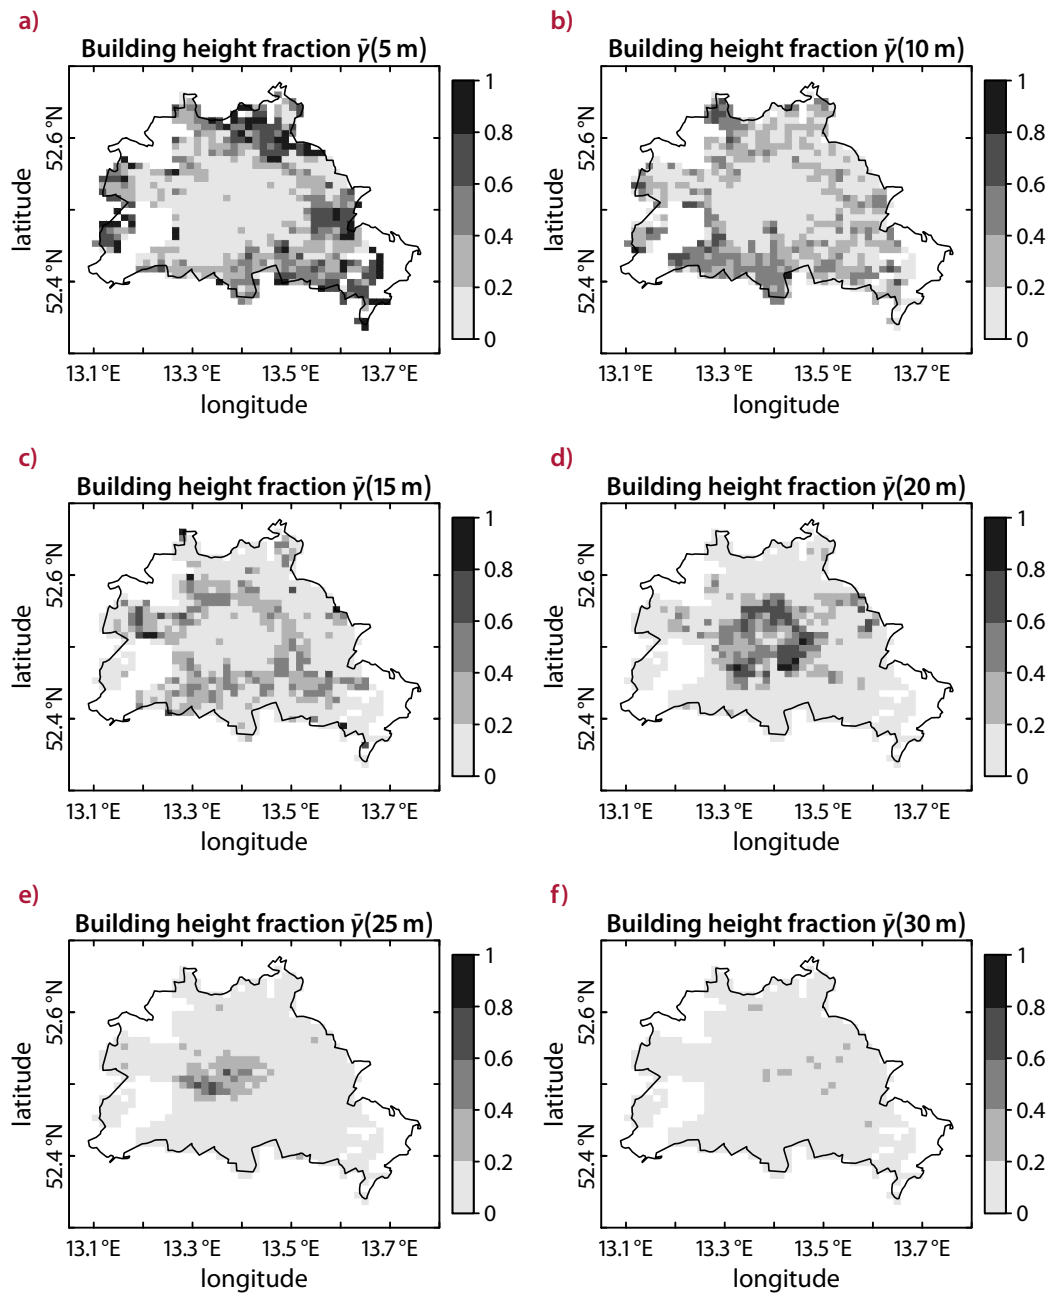 a)
Building height fraction γ̄(5 m)
1
0.8
0.6
0.4
0.2
0
52.6 °N
52.4 °N
latitude
13.1 °E 13.3 °E 13.5 °E 13.7 °E
longitude
b)
Building height fraction γ̄(10 m)
1
0.8
0.6
0.4
0.2
0
52.6 °N
52.4 °N
latitude
13.1 °E 13.3 °E 13.5 °E 13.7 °E
longitude
c)
Building height fraction γ̄(15 m)
1
0.8
0.6
0.4
0.2
0
52.6 °N
52.4 °N
latitude
13.1 °E 13.3 °E 13.5 °E 13.7 °E
longitude
d)
Building height fraction γ̄(20 m)
1
0.8
0.6
0.4
0.2
0
52.6 °N
52.4 °N
latitude
13.1 °E 13.3 °E 13.5 °E 13.7 °E
longitude
e)
Building height fraction γ̄(25 m)
1
0.8
0.6
0.4
0.2
0
52.6 °N
52.4 °N
latitude
13.1 °E 13.3 °E 13.5 °E 13.7 °E
longitude
f)
Building height fraction γ̄(30 m)
1
0.8
0.6
0.4
0.2
0
52.6 °N
52.4 °N
latitude
13.1 °E 13.3 °E 13.5 °E 13.7 °E
longitude